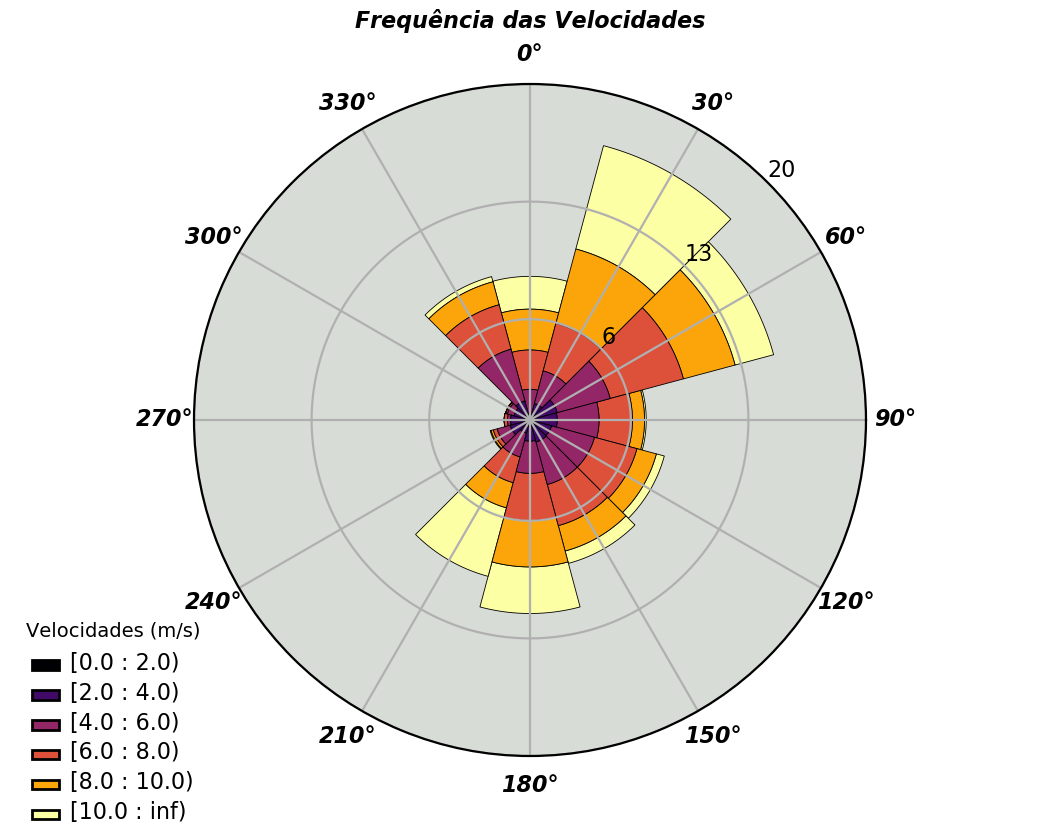 Frequência das Velocidades
0°
330°
30°
20
300°
60°
13
6
270°
90°
240°
120°
210°
150°
180°
Velocidades (m/s)
[0.0 : 2.0)
[2.0 : 4.0)
[4.0 : 6.0)
[6.0 : 8.0)
[8.0 : 10.0)
[10.0 : inf)